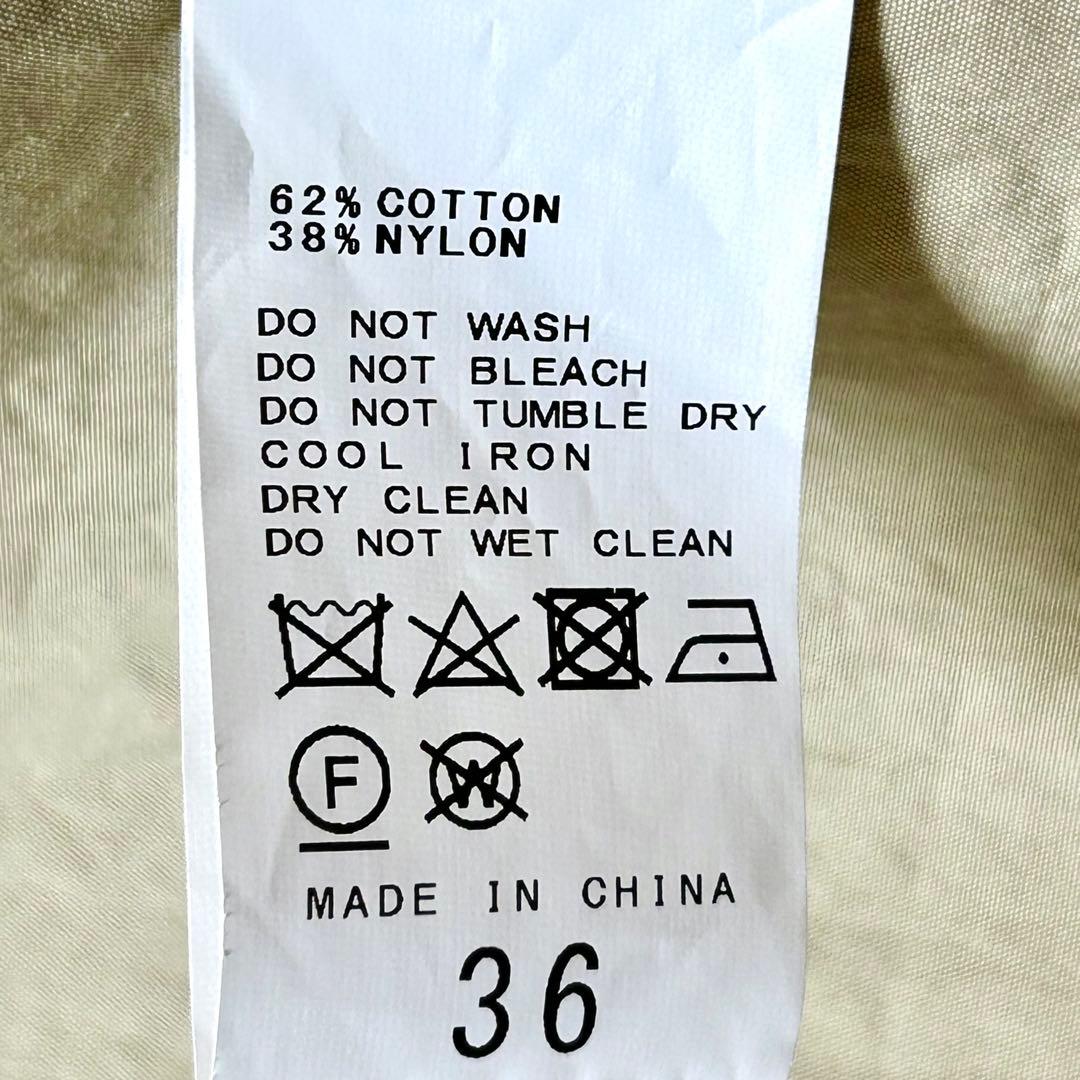 62% COTTON
38% NYLON
DO NOT WASH
DO NOT BLEACH
DO NOT TUMBLE DRY
COOL IRON
DRY CLEAN
DO NOT WET CLEAN
F W
MADE IN CHINA
36